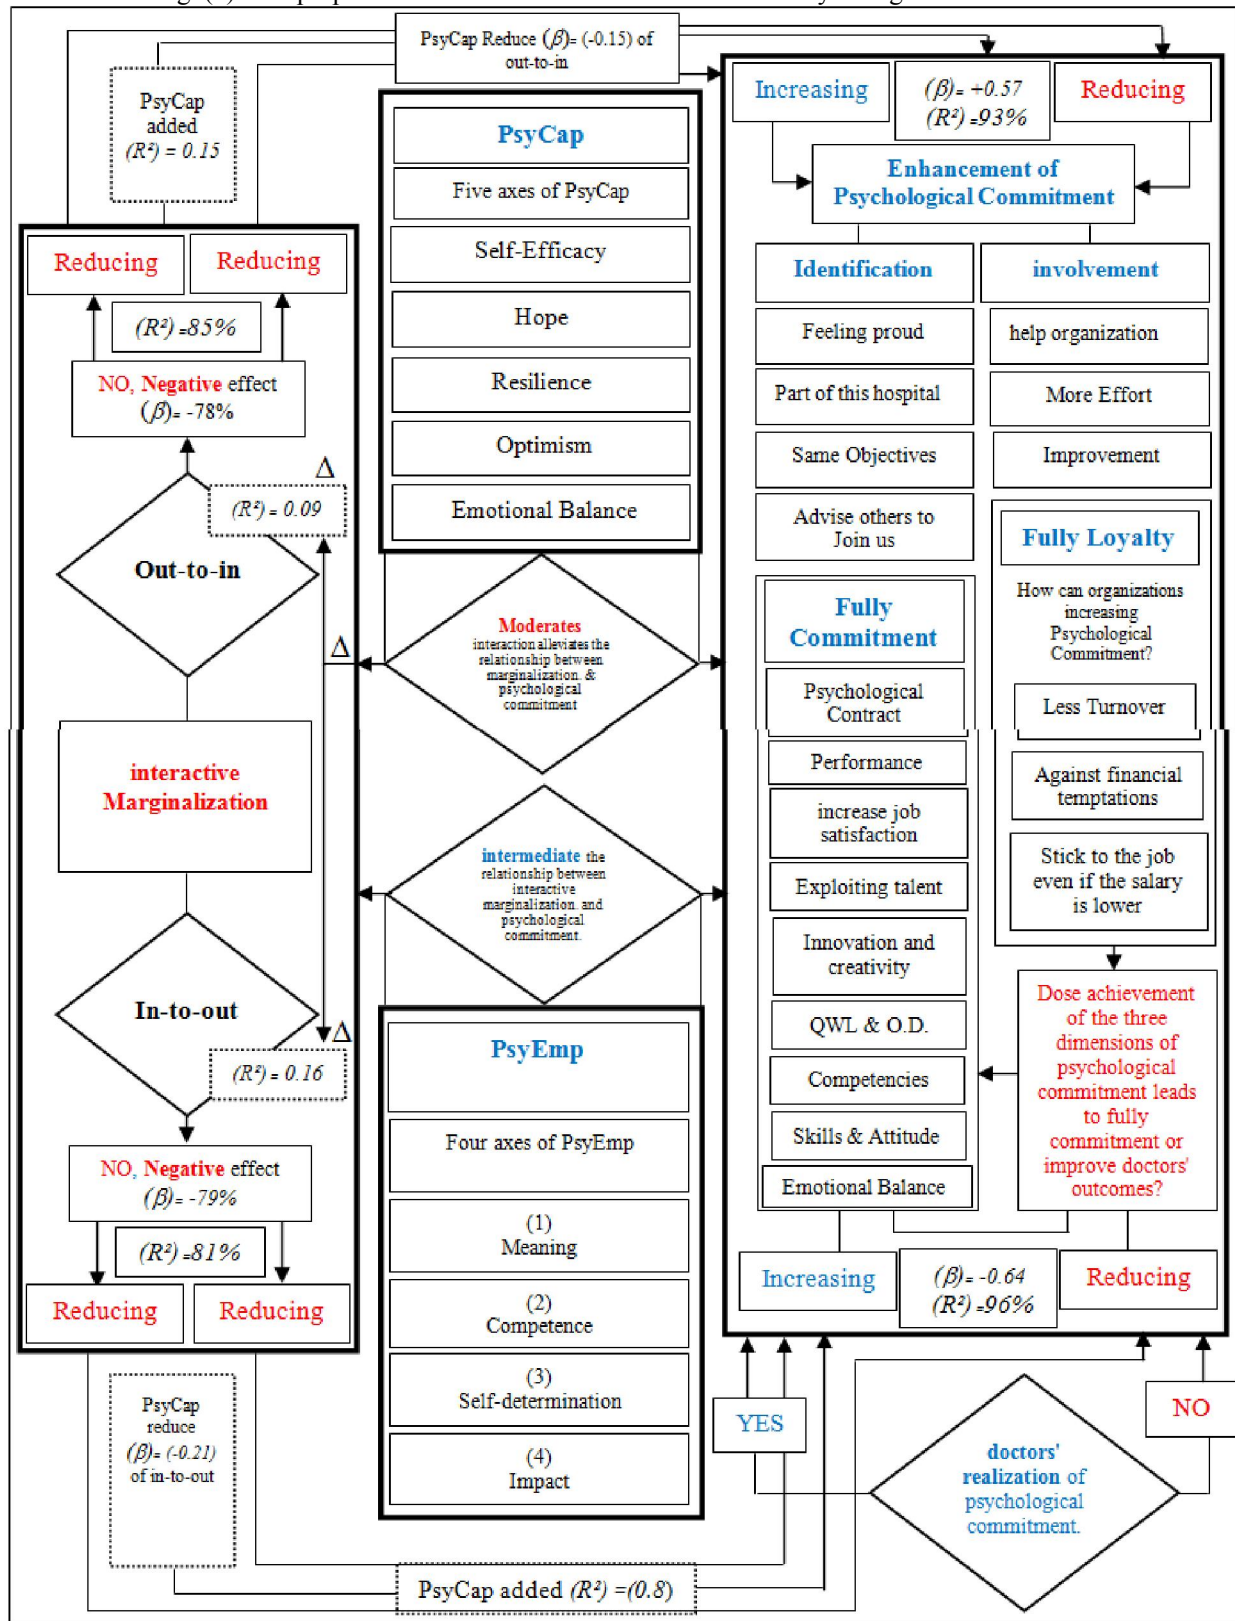 PsyCap Reduce (β)= (-0.15) of
out-to-in
PsyCap
added
(R²) = 0.15
Reducing
Reducing
(R²) =85%
NO, Negative effect
(β)= -78%
Δ
(R²) = 0.09
Out-to-in
Δ
interactive
Marginalization
In-to-out
Δ
(R²) = 0.16
NO, Negative effect
(β)= -79%
(R²) =81%
Reducing
Reducing
PsyCap
reduce
(β)= (-0.21)
of in-to-out
PsyCap
Five axes of PsyCap
Self-Efficacy
Hope
Resilience
Optimism
Emotional Balance
Moderates
interaction alleviates the
relationship between
marginalization. &
psychological
commitment
intermediate the
relationship between
interactive
marginalization. and
psychological
commitment.
PsyEmp
Four axes of PsyEmp
(1)
Meaning
(2)
Competence
(3)
Self-determination
(4)
Impact
PsyCap added (R²) =(0.8)
Increasing
(β)= +0.57
(R²) =93%
Reducing
Enhancement of
Psychological Commitment
Identification
Feeling proud
Part of this hospital
Same Objectives
Advise others to
Join us
involvement
help organization
More Effort
Improvement
Fully
Commitment
Psychological
Contract
Performance
increase job
satisfaction
Exploiting talent
Innovation and
creativity
QWL & O.D.
Competencies
Skills & Attitude
Emotional Balance
Fully Loyalty
How can organizations
increasing
Psychological
Commitment?
Less Turnover
Against financial
temptations
Stick to the job
even if the salary
is lower
Dose achievement
of the three
dimensions of
psychological
commitment leads
to fully
commitment or
improve doctors'
outcomes?
Increasing
(β)= -0.64
(R²) =96%
Reducing
YES
NO
doctors'
realization of
psychological
commitment.